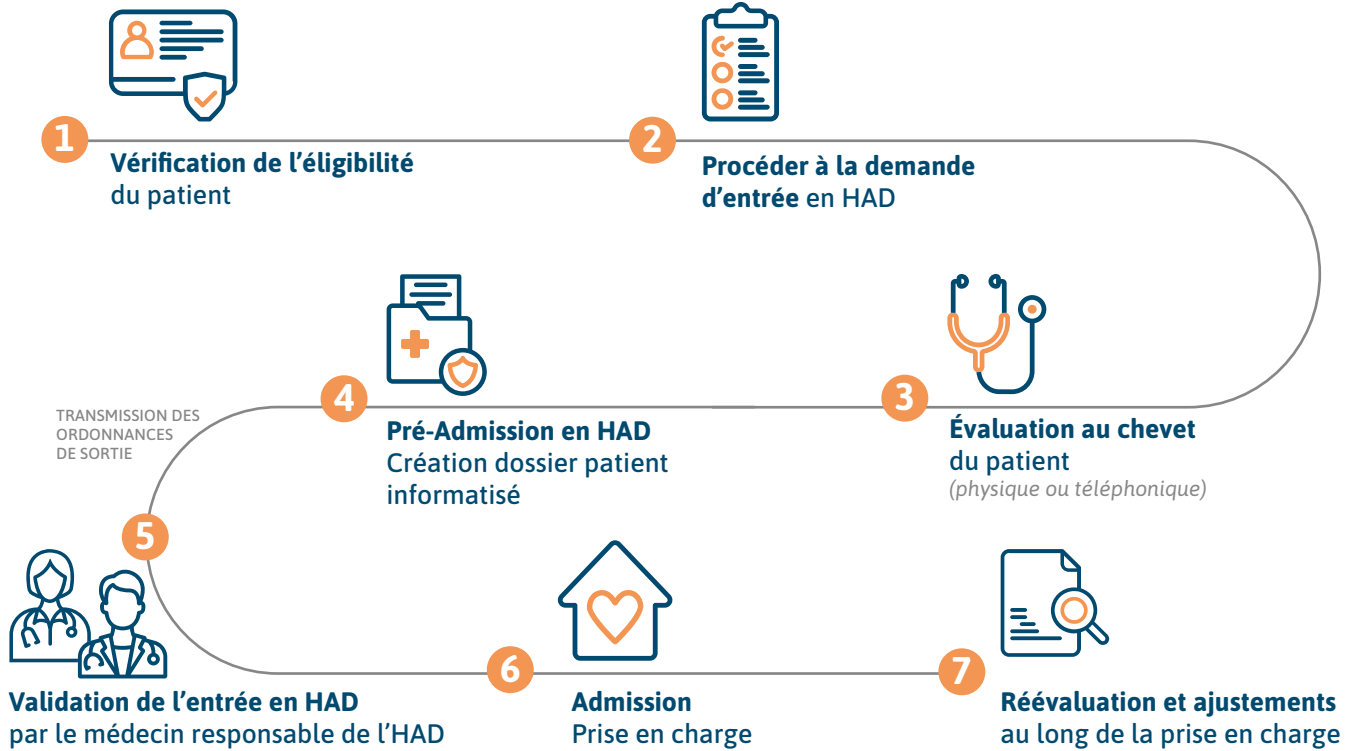 1
Vérification de l’éligibilité
du patient
2
Procéder à la demande
d’entrée en HAD
3
Évaluation au chevet
du patient
(physique ou téléphonique)
4
Pré-Admission en HAD
Création dossier patient
informatisé
TRANSMISSION DES
ORDONNANCES
DE SORTIE
5
Validation de l’entrée en HAD
par le médecin responsable de l’HAD
6
Admission
Prise en charge
7
Réévaluation et ajustements
au long de la prise en charge